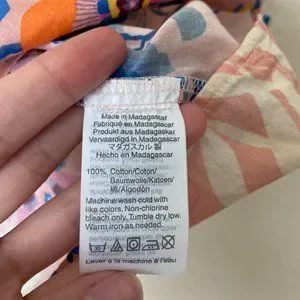 Made in Madagascar
Fabriqué en Madagascar
Produkt aus Madagaskar
Vervaardigd in Madagascar
マダガスカル 製
Hecho en Madagascar
100% Cotton/Coton/
Baumwolle/Katoen/
綿/Algodón
Machine wash cold with
like colors. Non-chlorine
bleach only. Tumble dry low.
Warm iron as needed.
Laver à la machine à l'eau